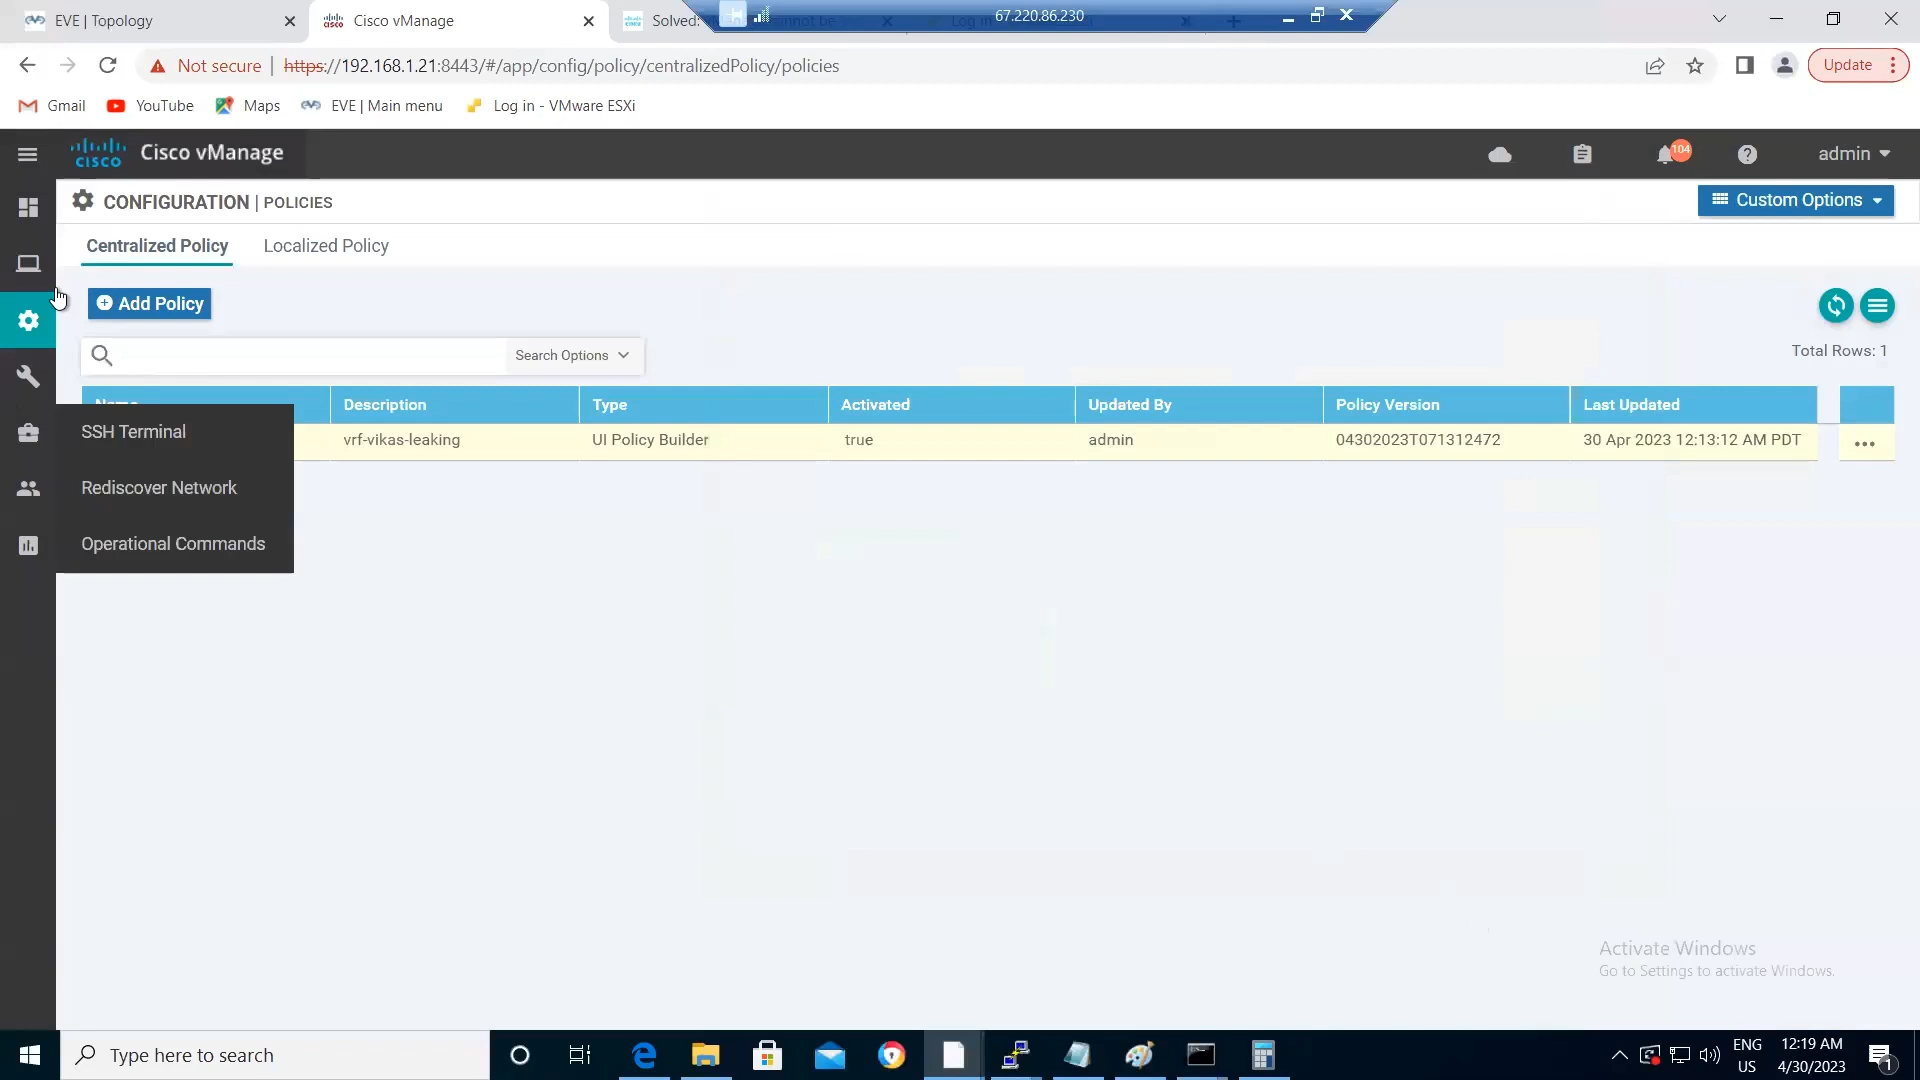 EVE | Topology
Cisco vManage
Solved:
67.220.86.230
Not secure | https://192.168.1.21:8443/#/app/config/policy/centralizedPolicy/policies
Update
Gmail
YouTube
Maps
EVE | Main menu
Log in - VMware ESXi
cisco
Cisco vManage
104
admin
CONFIGURATION | POLICIES
Custom Options
Centralized Policy
Localized Policy
Add Policy
Search Options
Total Rows: 1
Name Description Type Activated Updated By Policy Version Last Updated
vrf-vikas-leaking UI Policy Builder true admin 04302023T071312472 30 Apr 2023 12:13:12 AM PDT
SSH Terminal
Rediscover Network
Operational Commands
Activate Windows
Go to Settings to activate Windows.
Type here to search
ENG
US
12:19 AM
4/30/2023
1